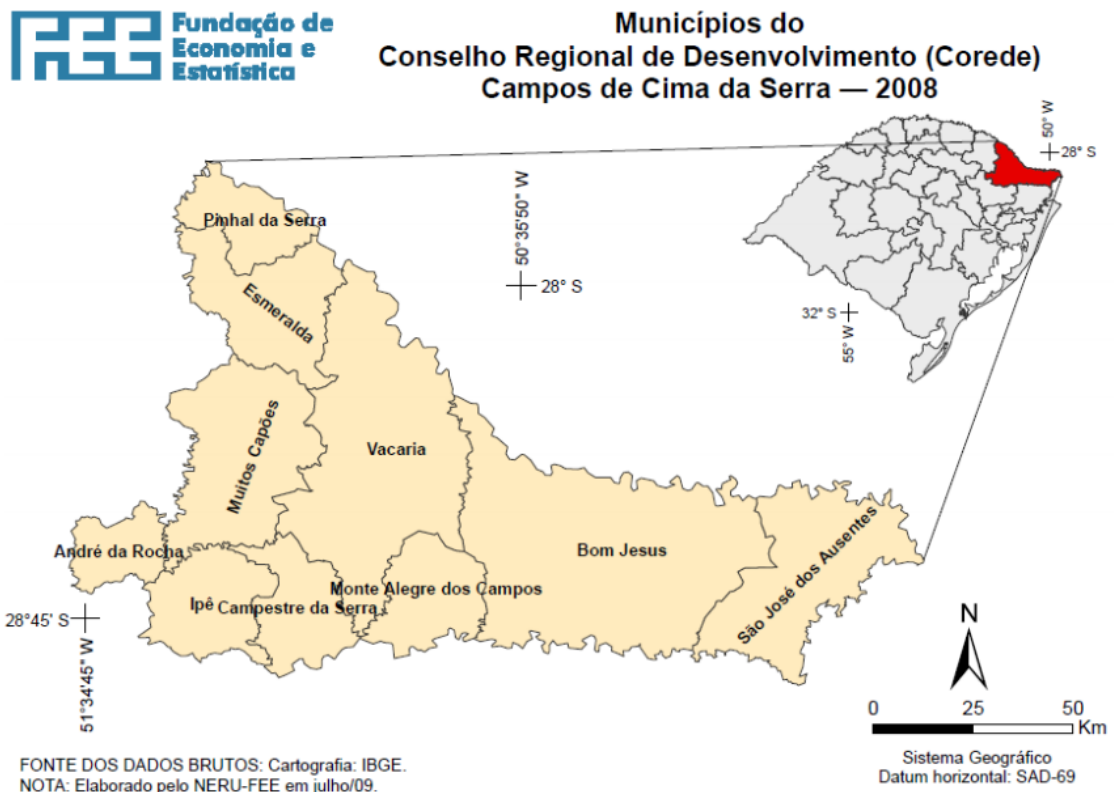 Fundação de
Economia e
Estatística
Municípios do
Conselho Regional de Desenvolvimento (Corede)
Campos de Cima da Serra — 2008
50° W
28° S
32° S
55° W
50°35'50" W
28° S
Pinhal da Serra
Esmeralda
Muitos Capões
Vacaria
André da Rocha
Bom Jesus
São José dos Ausentes
Ipê
Campestre da Serra
Monte Alegre dos Campos
28°45' S
51°34'45" W
N
0 25 50
Km
Sistema Geográfico
Datum horizontal: SAD-69
FONTE DOS DADOS BRUTOS: Cartografia: IBGE.
NOTA: Elaborado pelo NERU-FEE em julho/09.